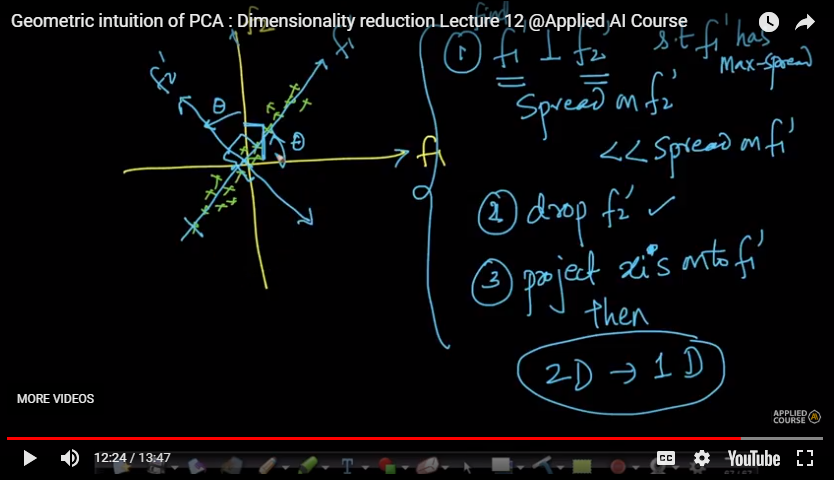 Geometric intuition of PCA : Dimensionality reduction Lecture 12 @Applied AI Course
f2
find
① f1' ⊥ f2' s.t f1' has
Max-spread
Spread on f2'
<< spread on f1'
② drop f2' ✓
③ project xi's onto f1'
then
2D → 1D
f2'
f1'
θ
θ
f1
MORE VIDEOS
APPLIED
COURSE
12:24 / 13:47
CC
YouTube
T